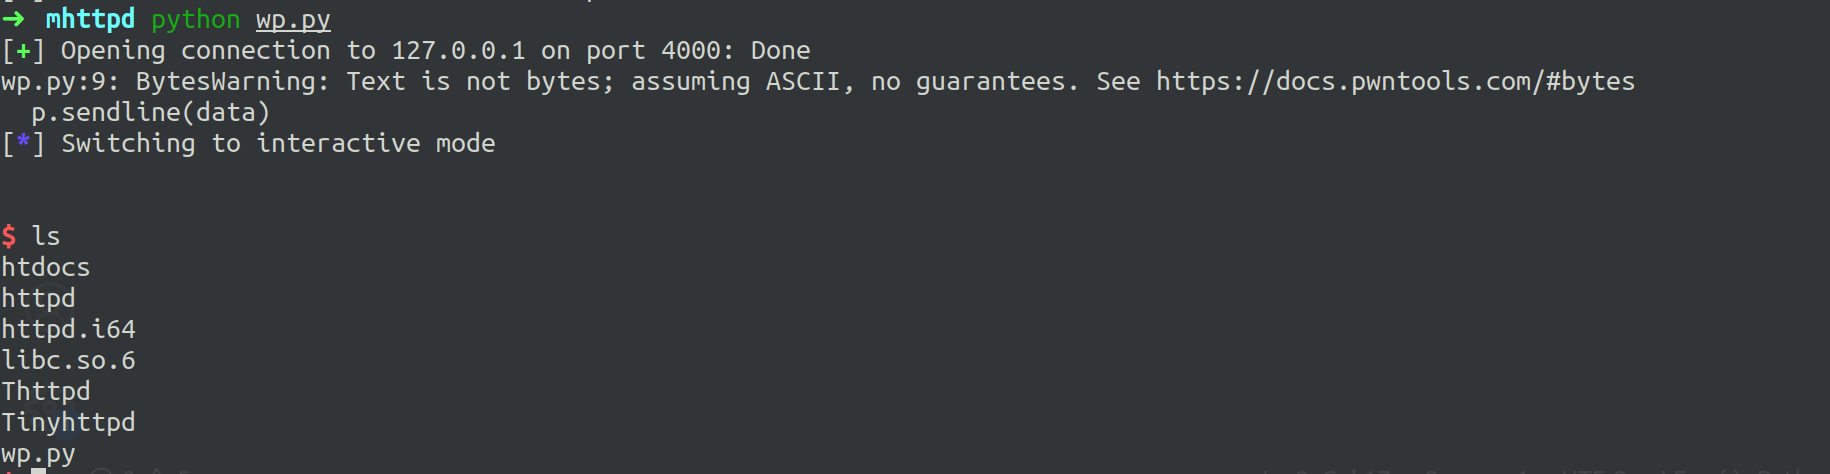 ➜ mhttpd python wp.py
[+] Opening connection to 127.0.0.1 on port 4000: Done
wp.py:9: BytesWarning: Text is not bytes; assuming ASCII, no guarantees. See https://docs.pwntools.com/#bytes
  p.sendline(data)
[*] Switching to interactive mode
$ ls
htdocs
httpd
httpd.i64
libc.so.6
Thttpd
Tinyhttpd
wp.py